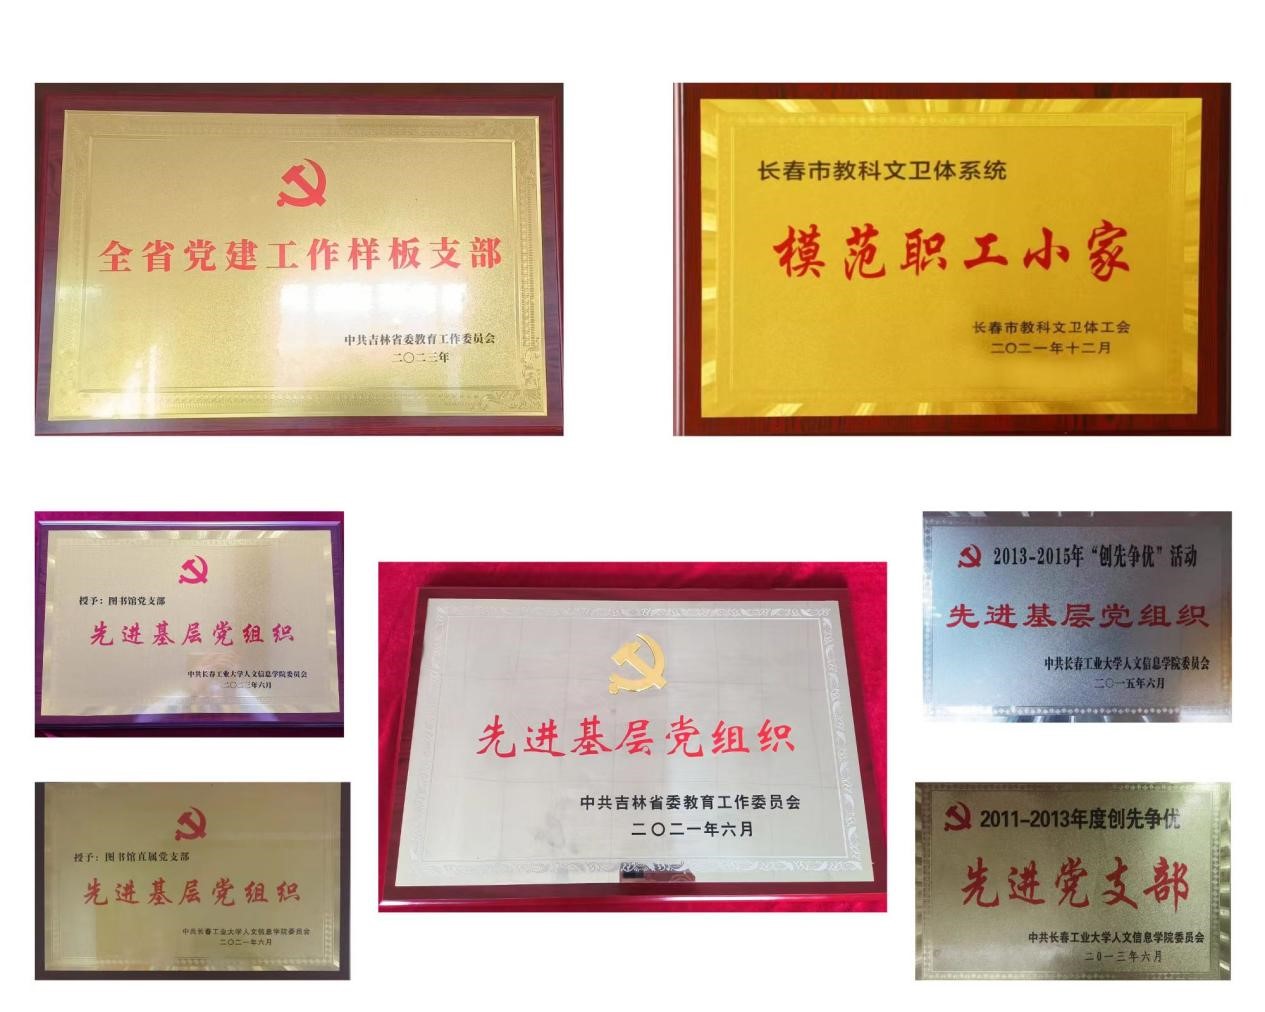 全省党建工作样板支部
中共吉林省委教育工作委员会
二〇二三年
长春市教科文卫体系统
模范职工小家
长春市教科文卫体工会
二〇二一年十二月
授予：图书馆党支部
先进基层党组织
中共长春工业大学人文信息学院委员会
二〇二三年六月
先进基层党组织
中共吉林省委教育工作委员会
二〇二一年六月
2013-2015年“创先争优”活动
先进基层党组织
中共长春工业大学人文信息学院委员会
二〇一五年六月
授予：图书馆直属党支部
先进基层党组织
中共长春工业大学人文信息学院委员会
二〇二一年六月
2011-2013年度创先争优
先进党支部
中共长春工业大学人文信息学院委员会
二0一三年六月